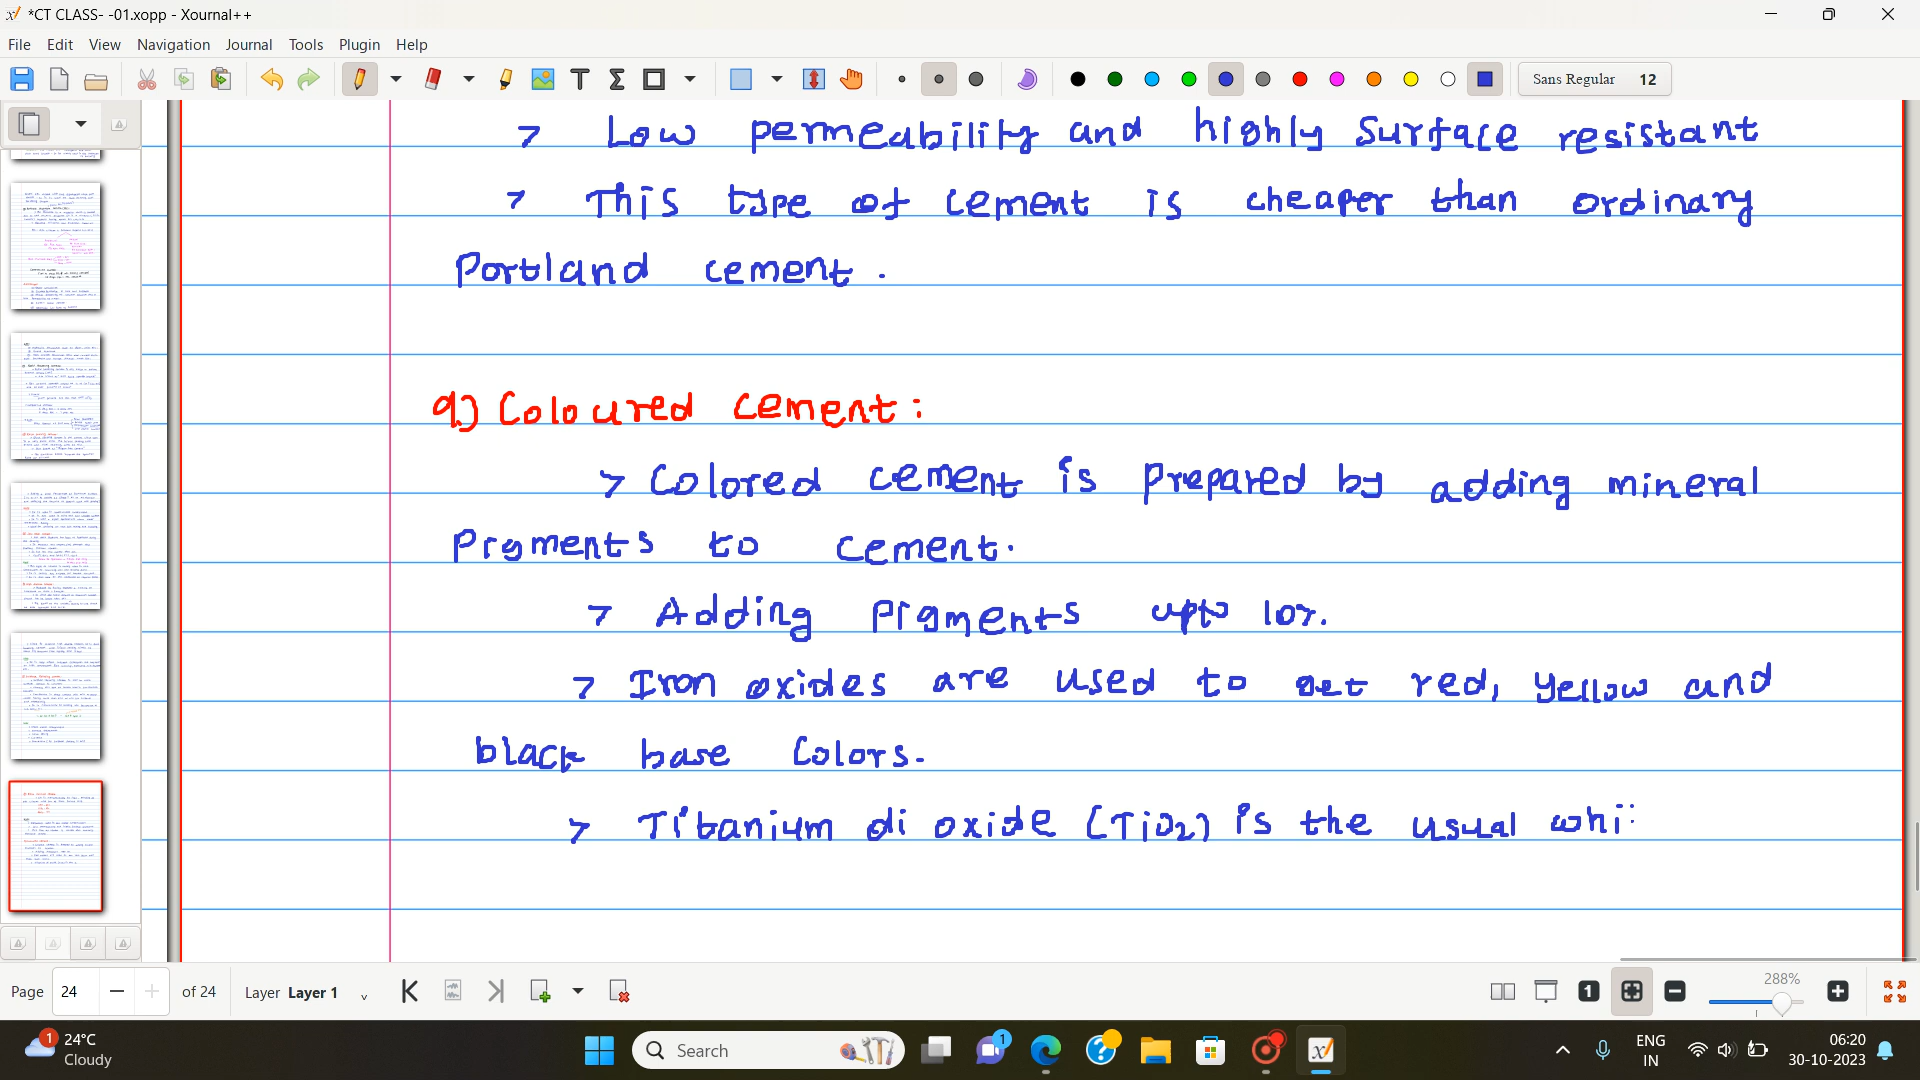 *CT CLASS- -01.xopp - Xournal++
File Edit View Navigation Journal Tools Plugin Help
Sans Regular 12
> Low permeability and highly surface resistant
> This type of cement is cheaper than ordinary
Portland cement.
9.) Coloured cement:
> Colored cement is prepared by adding mineral
Prgments to cement.
> Adding Pigments upto 10%.
> Iron oxides are used to get red, yellow and
black base Colors.
> Titanium di oxide (TiO2) is the usual whi
Page 24 of 24 Layer Layer 1
288%
1
24°C
Cloudy
Search
1
ENG
IN
06:20
30-10-2023